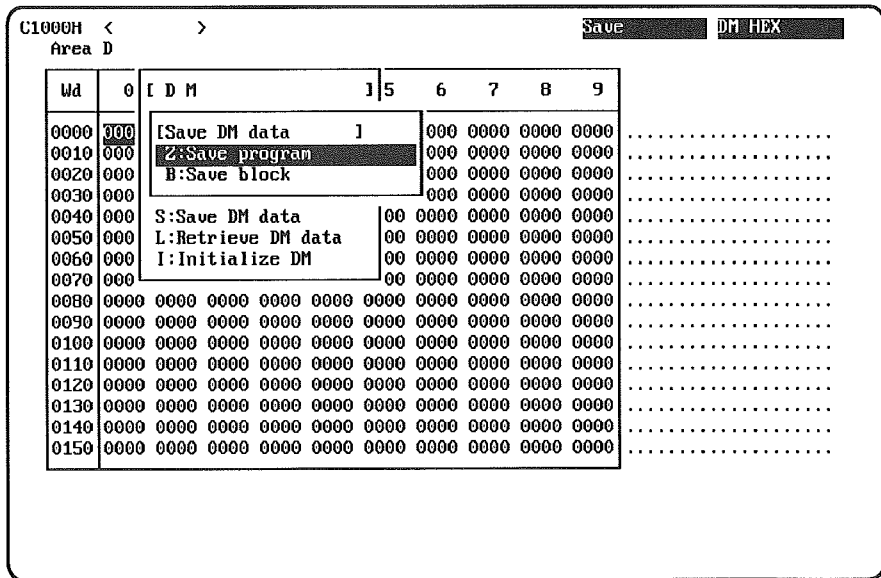 C1000H < > Save DM HEX
Area D
Wd 0 [ D M ] 5 6 7 8 9
0000 000 [Save DM data ] 000 0000 0000 0000 ....................
0010 000 Z:Save program 000 0000 0000 0000 ....................
0020 000 B:Save block 000 0000 0000 0000 ....................
0030 000 000 0000 0000 0000 ....................
0040 000 S:Save DM data 00 0000 0000 0000 0000 ....................
0050 000 L:Retrieve DM data 00 0000 0000 0000 0000 ....................
0060 000 I:Initialize DM 00 0000 0000 0000 0000 ....................
0070 000 00 0000 0000 0000 0000 ....................
0080 0000 0000 0000 0000 0000 0000 0000 0000 0000 0000 ....................
0090 0000 0000 0000 0000 0000 0000 0000 0000 0000 0000 ....................
0100 0000 0000 0000 0000 0000 0000 0000 0000 0000 0000 ....................
0110 0000 0000 0000 0000 0000 0000 0000 0000 0000 0000 ....................
0120 0000 0000 0000 0000 0000 0000 0000 0000 0000 0000 ....................
0130 0000 0000 0000 0000 0000 0000 0000 0000 0000 0000 ....................
0140 0000 0000 0000 0000 0000 0000 0000 0000 0000 0000 ....................
0150 0000 0000 0000 0000 0000 0000 0000 0000 0000 0000 ....................